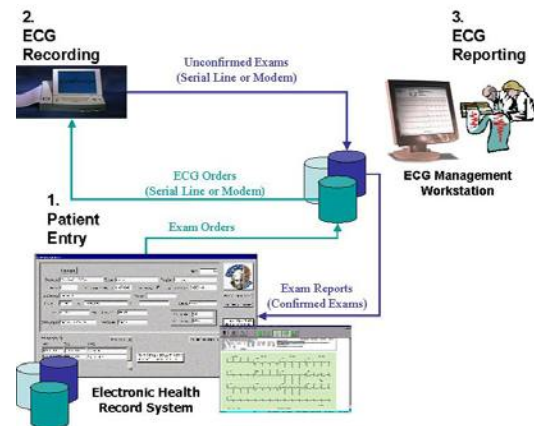 2.
ECG
Recording
Unconfirmed Exams
(Serial Line or Modem)
3.
ECG
Reporting
ECG Management
Workstation
ECG Orders
(Serial Line or Modem)
1.
Patient
Entry
Exam Orders
Exam Reports
(Confirmed Exams)
Electronic Health
Record System